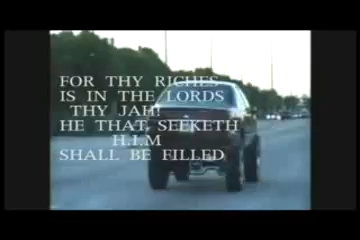 FOR THY RICHES
IS IN THE LORDS
THY JAH!
HE THAT SEEKETH
H.I.M
SHALL BE FILLED